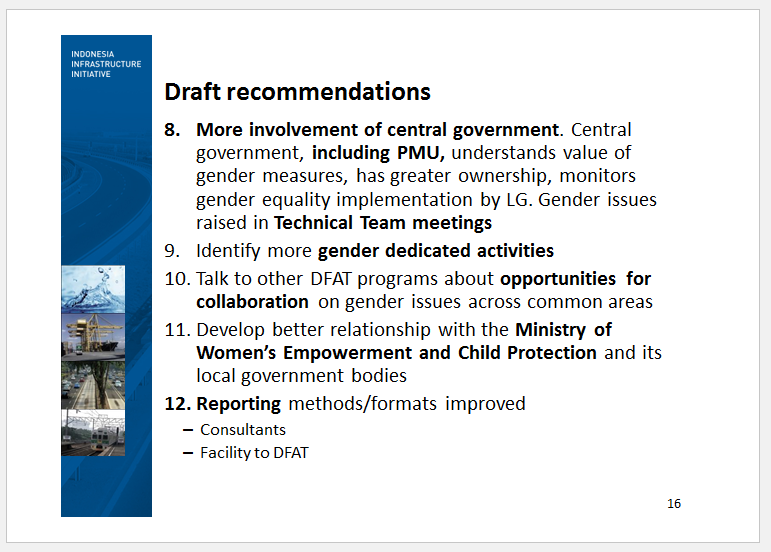 INDONESIA
INFRASTRUCTURE
INITIATIVE
Draft recommendations
8. More involvement of central government. Central
government, including PMU, understands value of
gender measures, has greater ownership, monitors
gender equality implementation by LG. Gender issues
raised in Technical Team meetings
9. Identify more gender dedicated activities
10. Talk to other DFAT programs about opportunities for
collaboration on gender issues across common areas
11. Develop better relationship with the Ministry of
Women's Empowerment and Child Protection and its
local government bodies
12. Reporting methods/formats improved
– Consultants
– Facility to DFAT
16